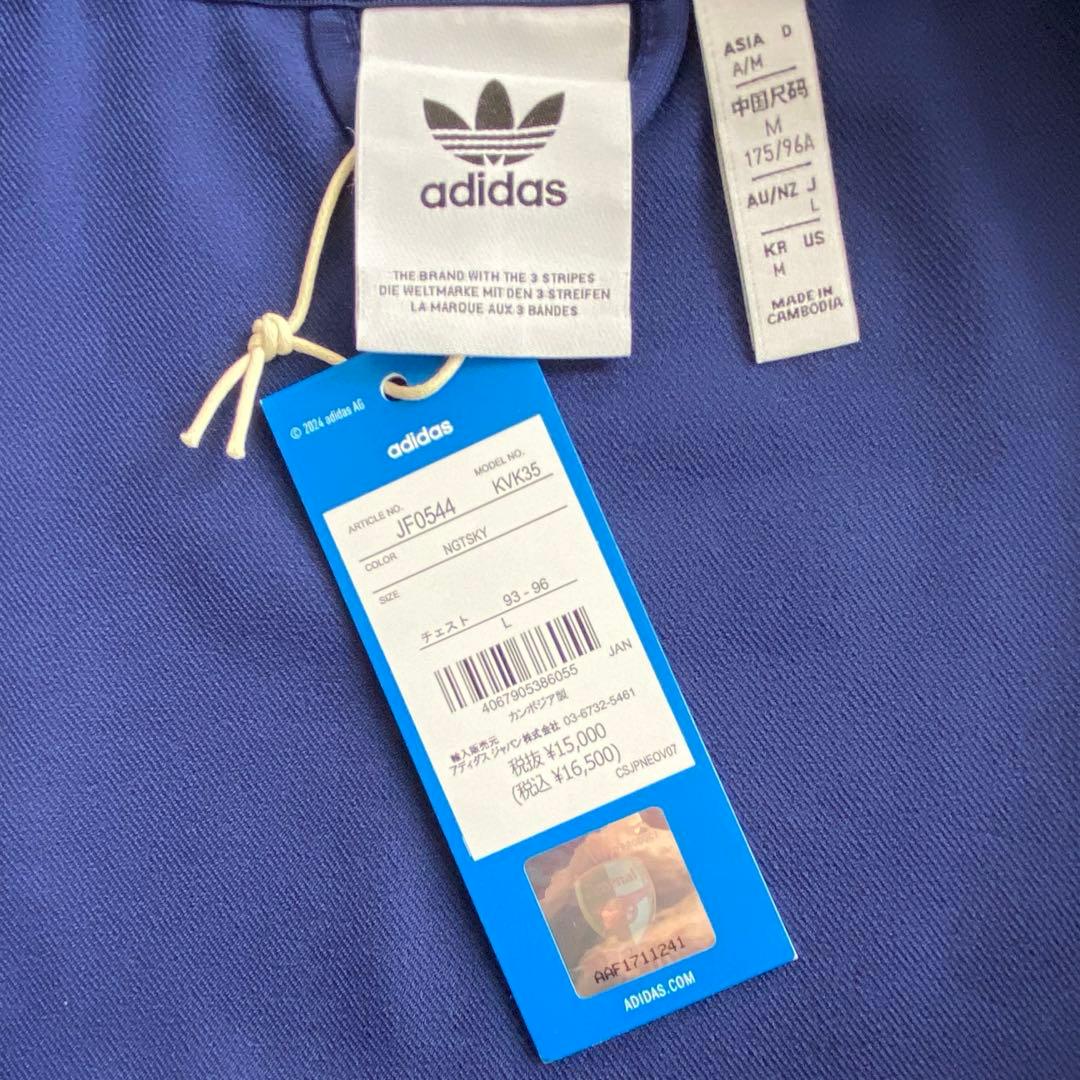 adidas
THE BRAND WITH THE 3 STRIPES
DIE WELTMARKE MIT DEN 3 STREIFEN
LA MARQUE AUX 3 BANDES
ASIA D
A/M
中国尺码
M
175/96A
AU/NZ J
L
KR US
M
MADE IN
CAMBODIA
© 2024 adidas AG
adidas
ARTICLE NO. MODEL NO.
JF0544 KVK35
COLOR NGTSKY
SIZE
チェスト 93 - 96
L
4067905386055 JAN
カンボジア製
輸入販売元
アディダス ジャパン株式会社 03-6732-5461
税抜 ¥15,000
(税込 ¥16,500)
CSJPNEOV07
AAF1711241
ADIDAS.COM